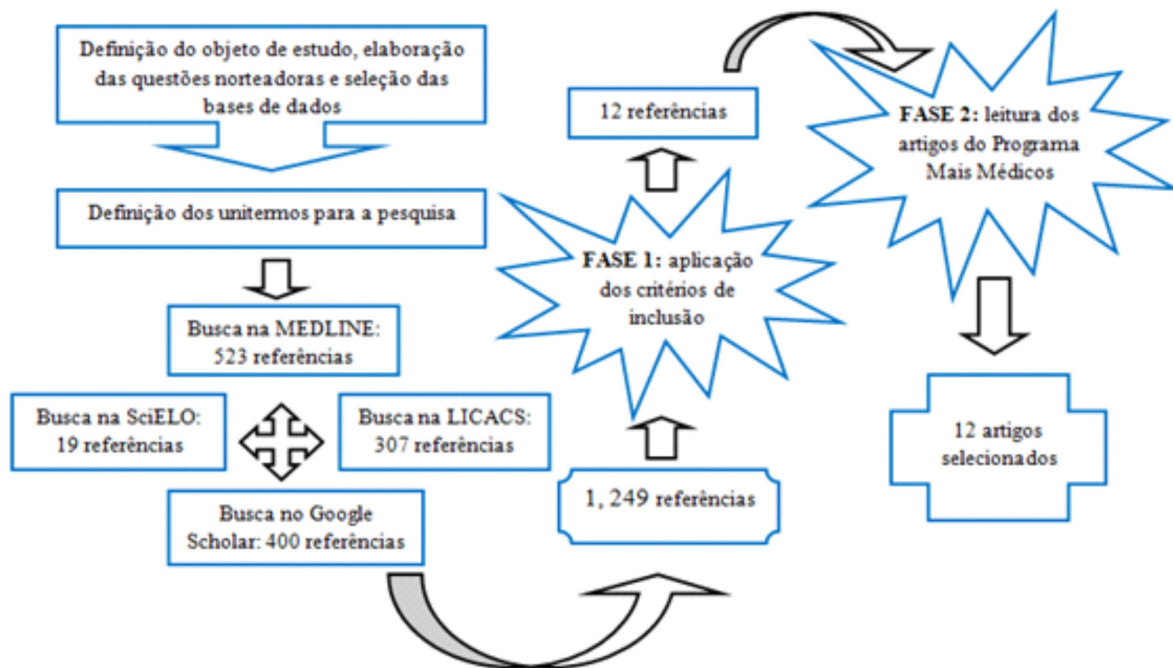 Definição do objeto de estudo, elaboração
das questões norteadoras e seleção das
bases de dados
Definição dos unitermos para a pesquisa
Busca na MEDLINE:
523 referências
Busca na SciELO:
19 referências
Busca na LICACS:
307 referências
Busca no Google
Scholar: 400 referências
1, 249 referências
FASE 1: aplicação
dos critérios de
inclusão
12 referências
FASE 2: leitura dos
artigos do Programa
Mais Médicos
12 artigos
selecionados